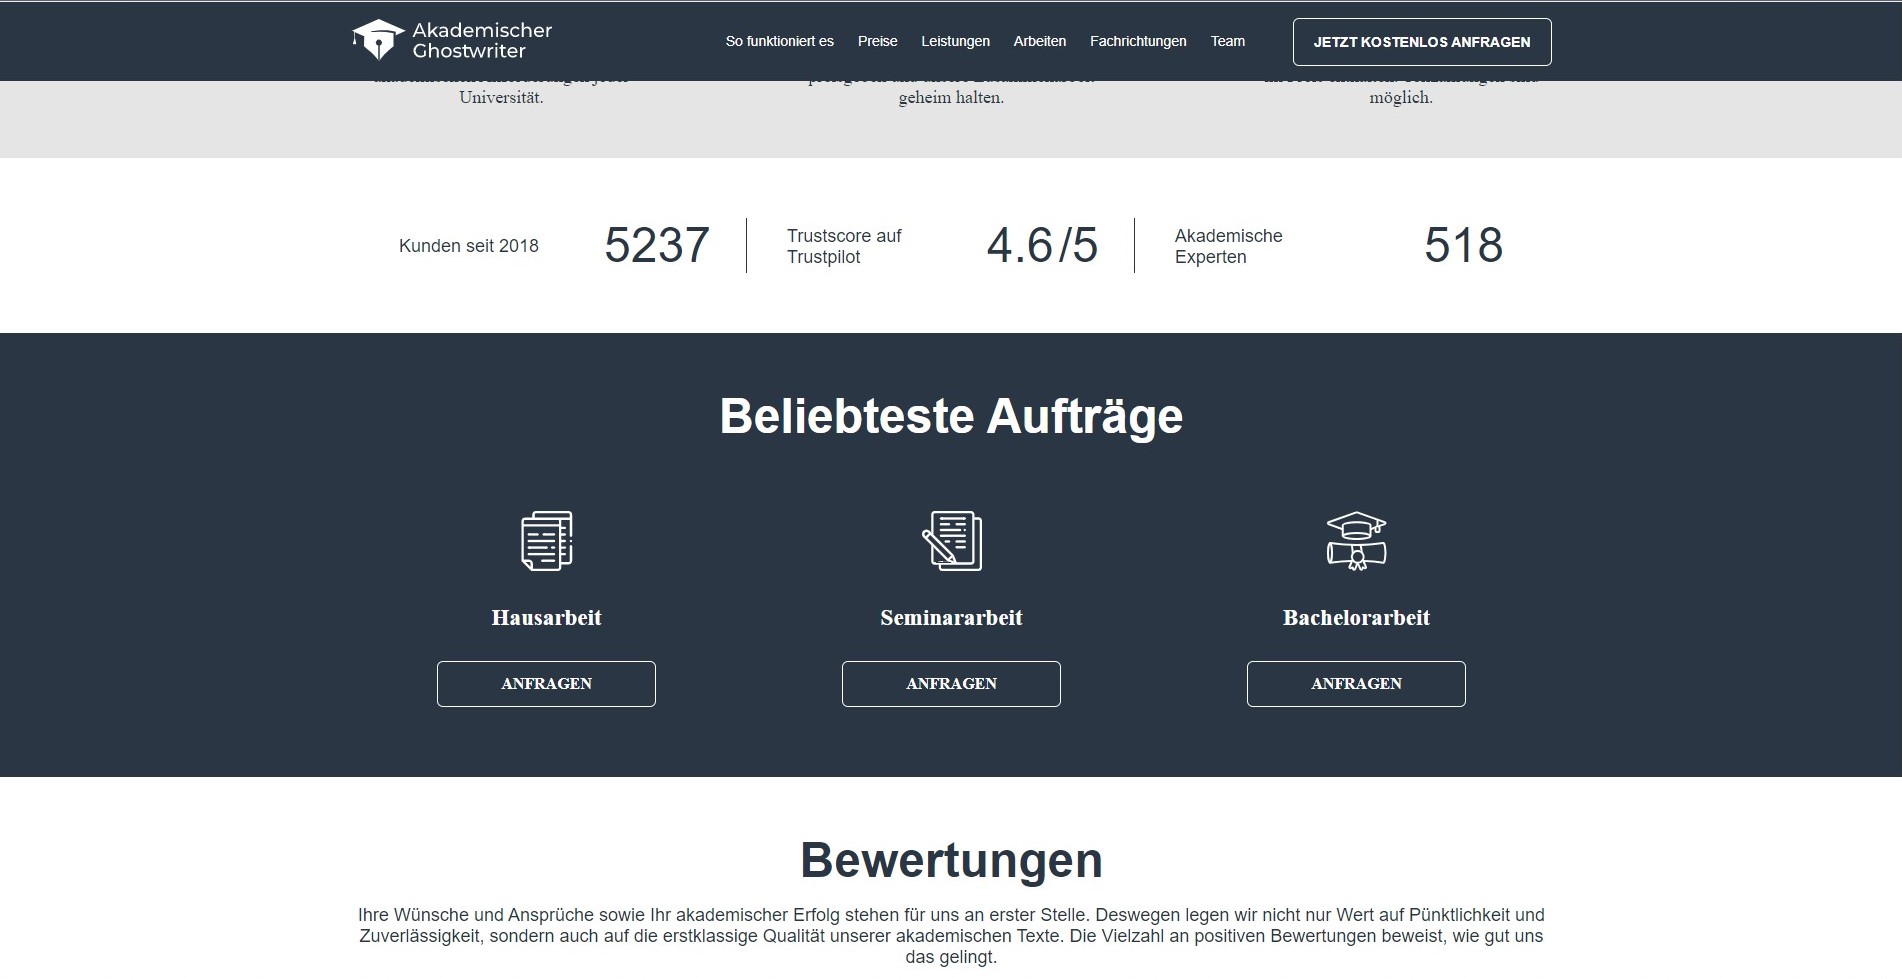 Akademischer
Ghostwriter
So funktioniert es Preise Leistungen Arbeiten Fachrichtungen Team
JETZT KOSTENLOS ANFRAGEN
Universität.
geheim halten.
möglich.
Kunden seit 2018
5237
Trustscore auf
Trustpilot
4.6/5
Akademische
Experten
518
Beliebteste Aufträge
Hausarbeit
Seminararbeit
Bachelorarbeit
ANFRAGEN
ANFRAGEN
ANFRAGEN
Bewertungen
Ihre Wünsche und Ansprüche sowie Ihr akademischer Erfolg stehen für uns an erster Stelle. Deswegen legen wir nicht nur Wert auf Pünktlichkeit und
Zuverlässigkeit, sondern auch auf die erstklassige Qualität unserer akademischen Texte. Die Vielzahl an positiven Bewertungen beweist, wie gut uns
das gelingt.